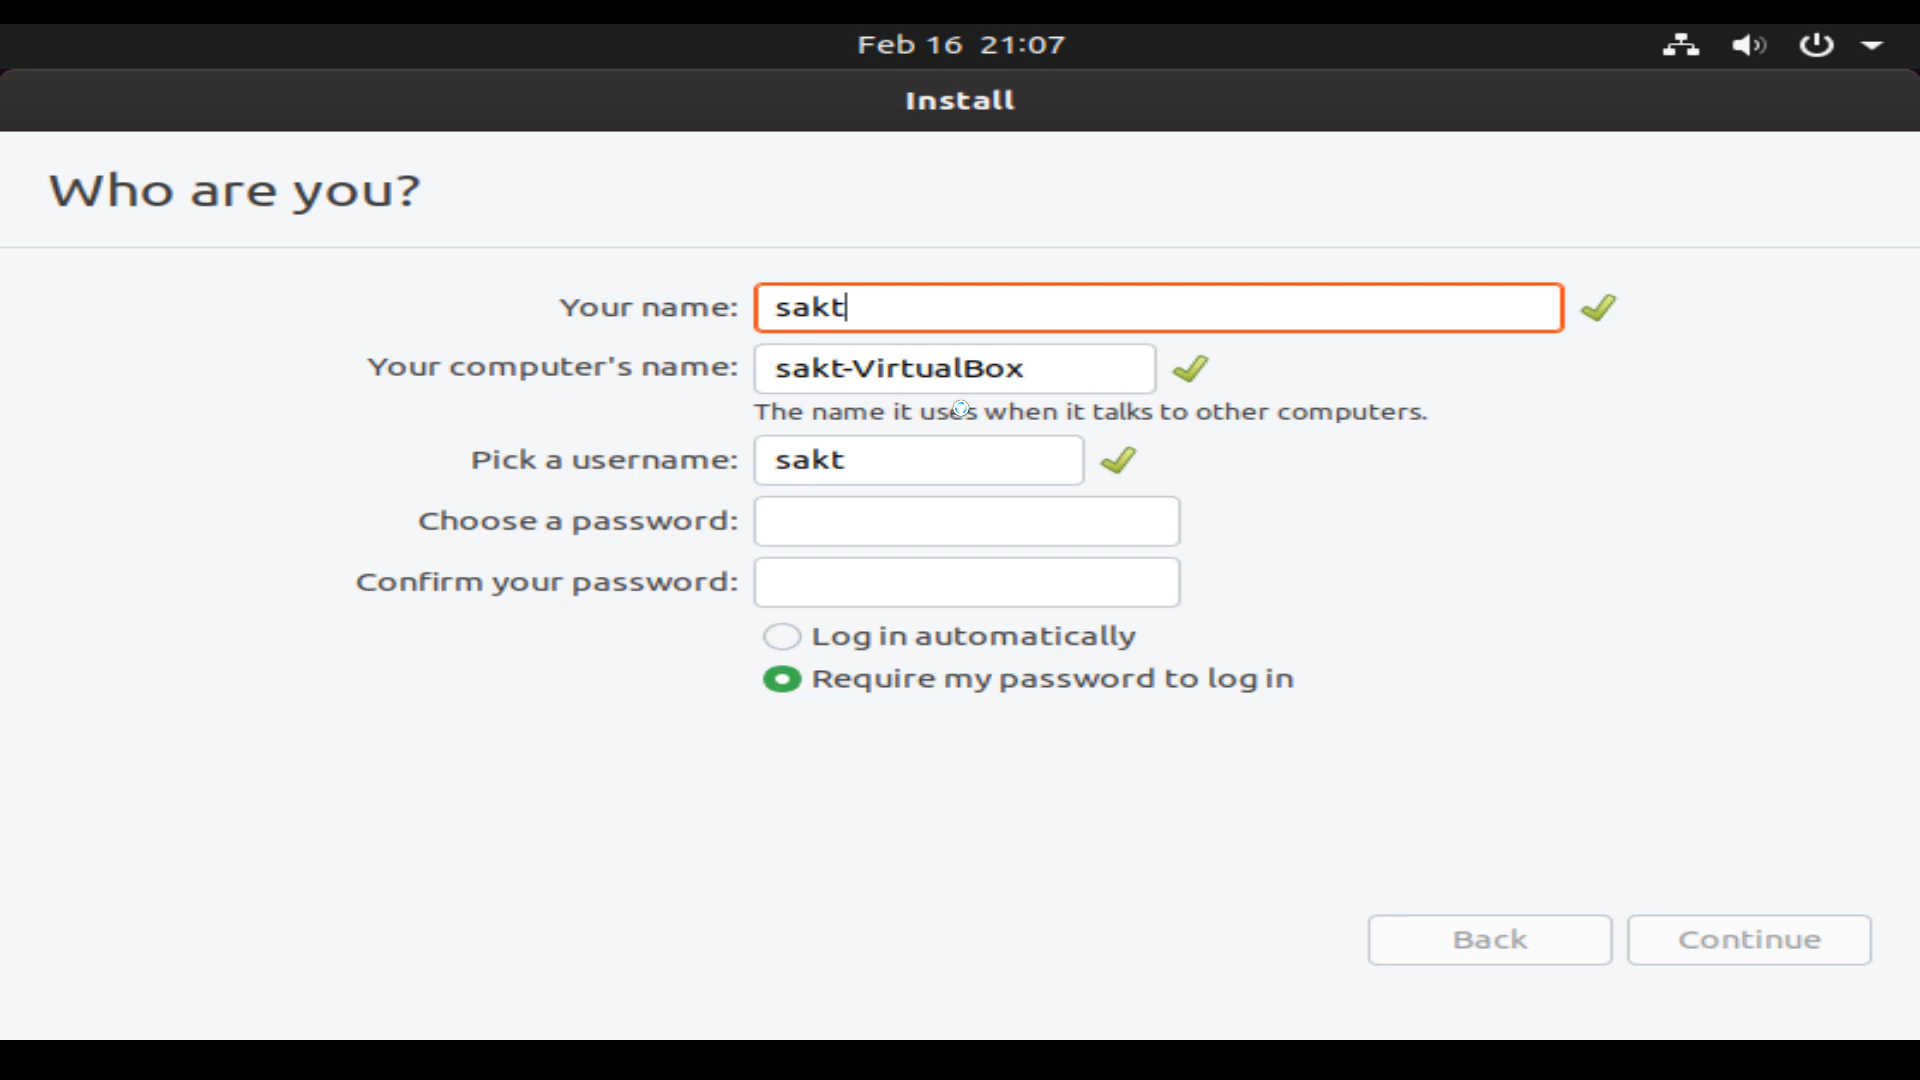 Feb 16 21:07
Install
Who are you?
Your name: sakt
Your computer's name: sakt-VirtualBox
The name it uses when it talks to other computers.
Pick a username: sakt
Choose a password:
Confirm your password:
Log in automatically
Require my password to log in
Back Continue